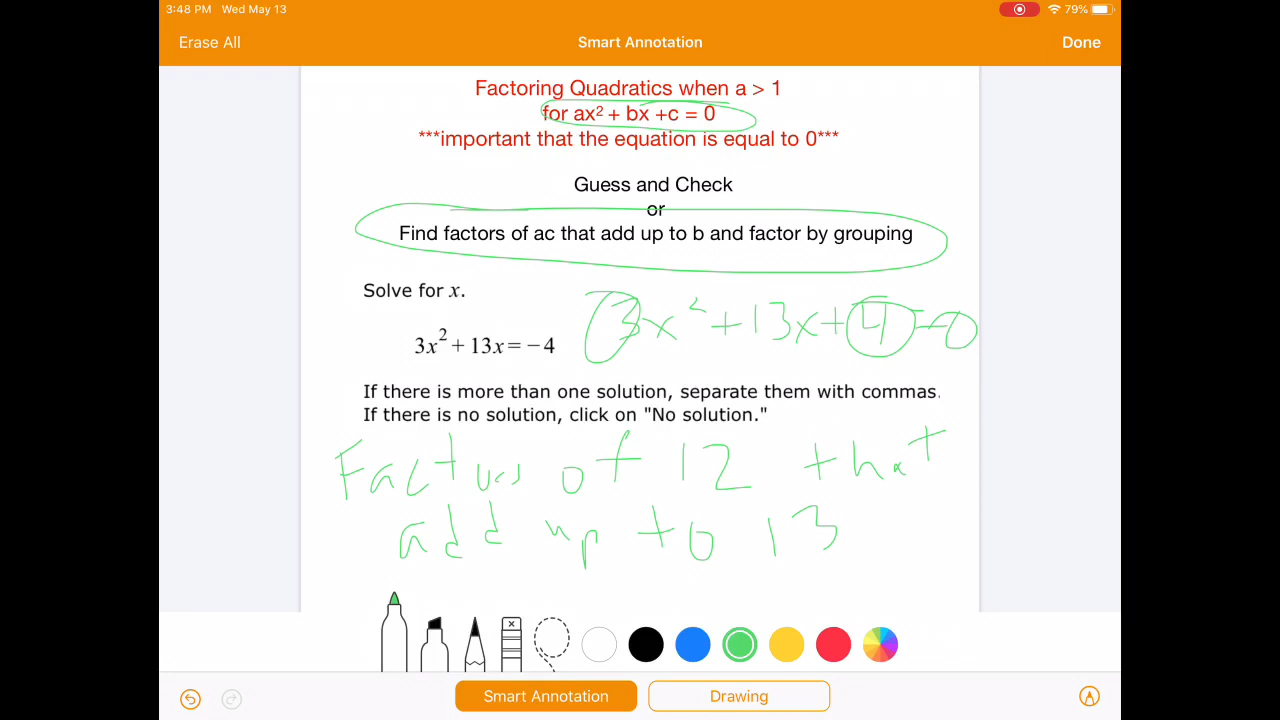 3:48 PM Wed May 13
79%
Erase All
Smart Annotation
Done
Factoring Quadratics when a > 1
for ax² + bx +c = 0
***important that the equation is equal to 0***
Guess and Check
or
Find factors of ac that add up to b and factor by grouping
Solve for x.
3x² + 13x + 4 = 0
3x² + 13x = − 4
If there is more than one solution, separate them with commas.
If there is no solution, click on "No solution."
Factors of 12 that
add up to 13
Smart Annotation
Drawing